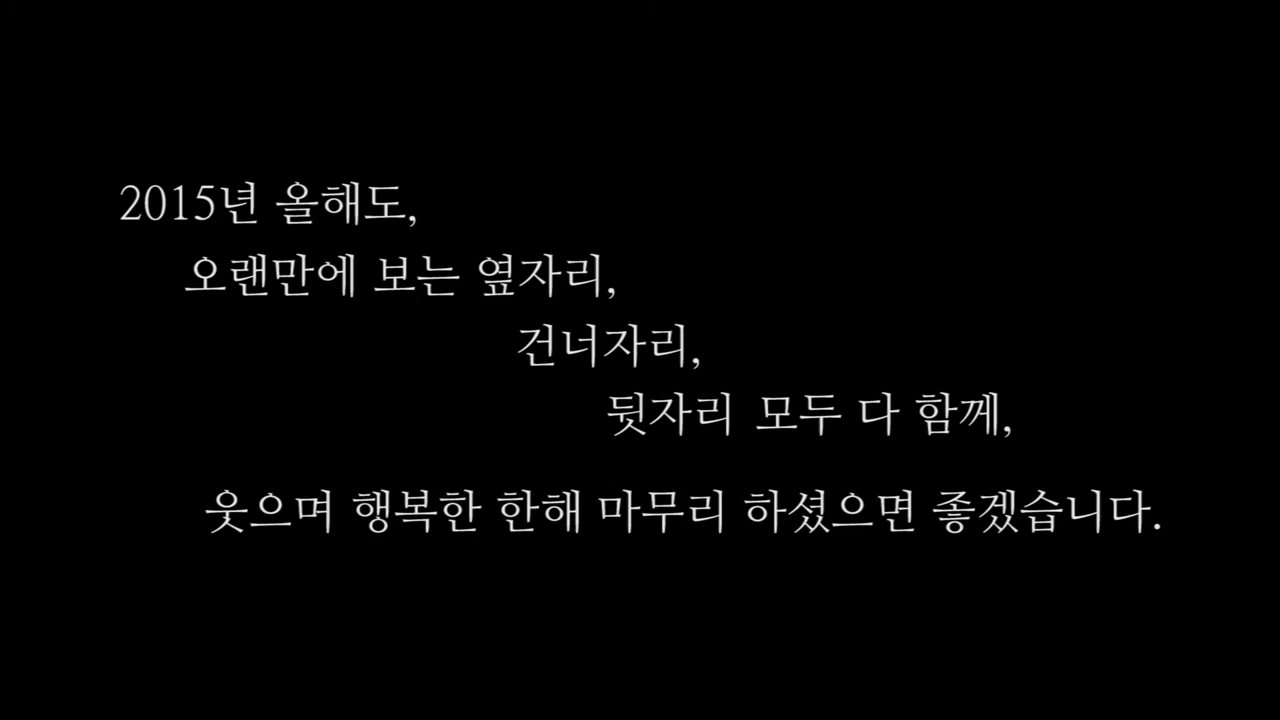 2015년 올해도,
오랜만에 보는 옆자리,
건너자리,
뒷자리 모두 다 함께,
웃으며 행복한 한해 마무리 하셨으면 좋겠습니다.